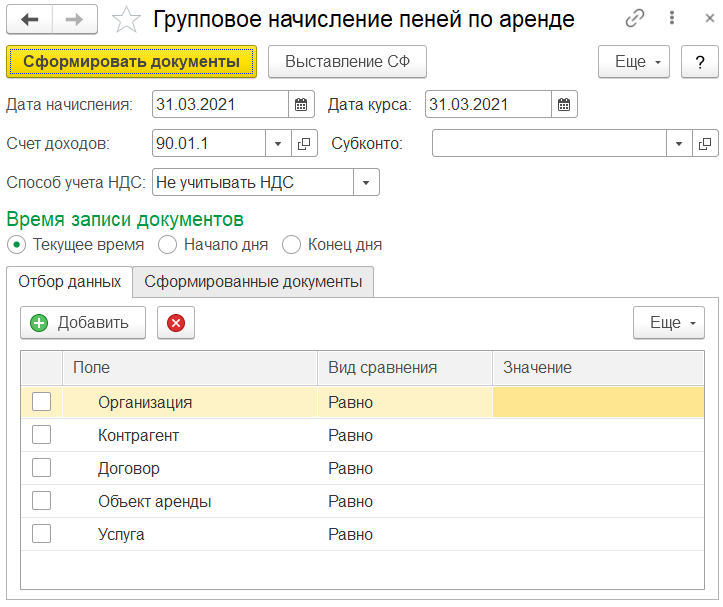 Групповое начисление пеней по аренде
Сформировать документы Выставление СФ Еще ?
Дата начисления: 31.03.2021 Дата курса: 31.03.2021
Счет доходов: 90.01.1 Субконто:
Способ учета НДС: Не учитывать НДС
Время записи документов
Текущее время Начало дня Конец дня
Отбор данных Сформированные документы
Добавить Еще
Поле Вид сравнения Значение
Организация Равно
Контрагент Равно
Договор Равно
Объект аренды Равно
Услуга Равно